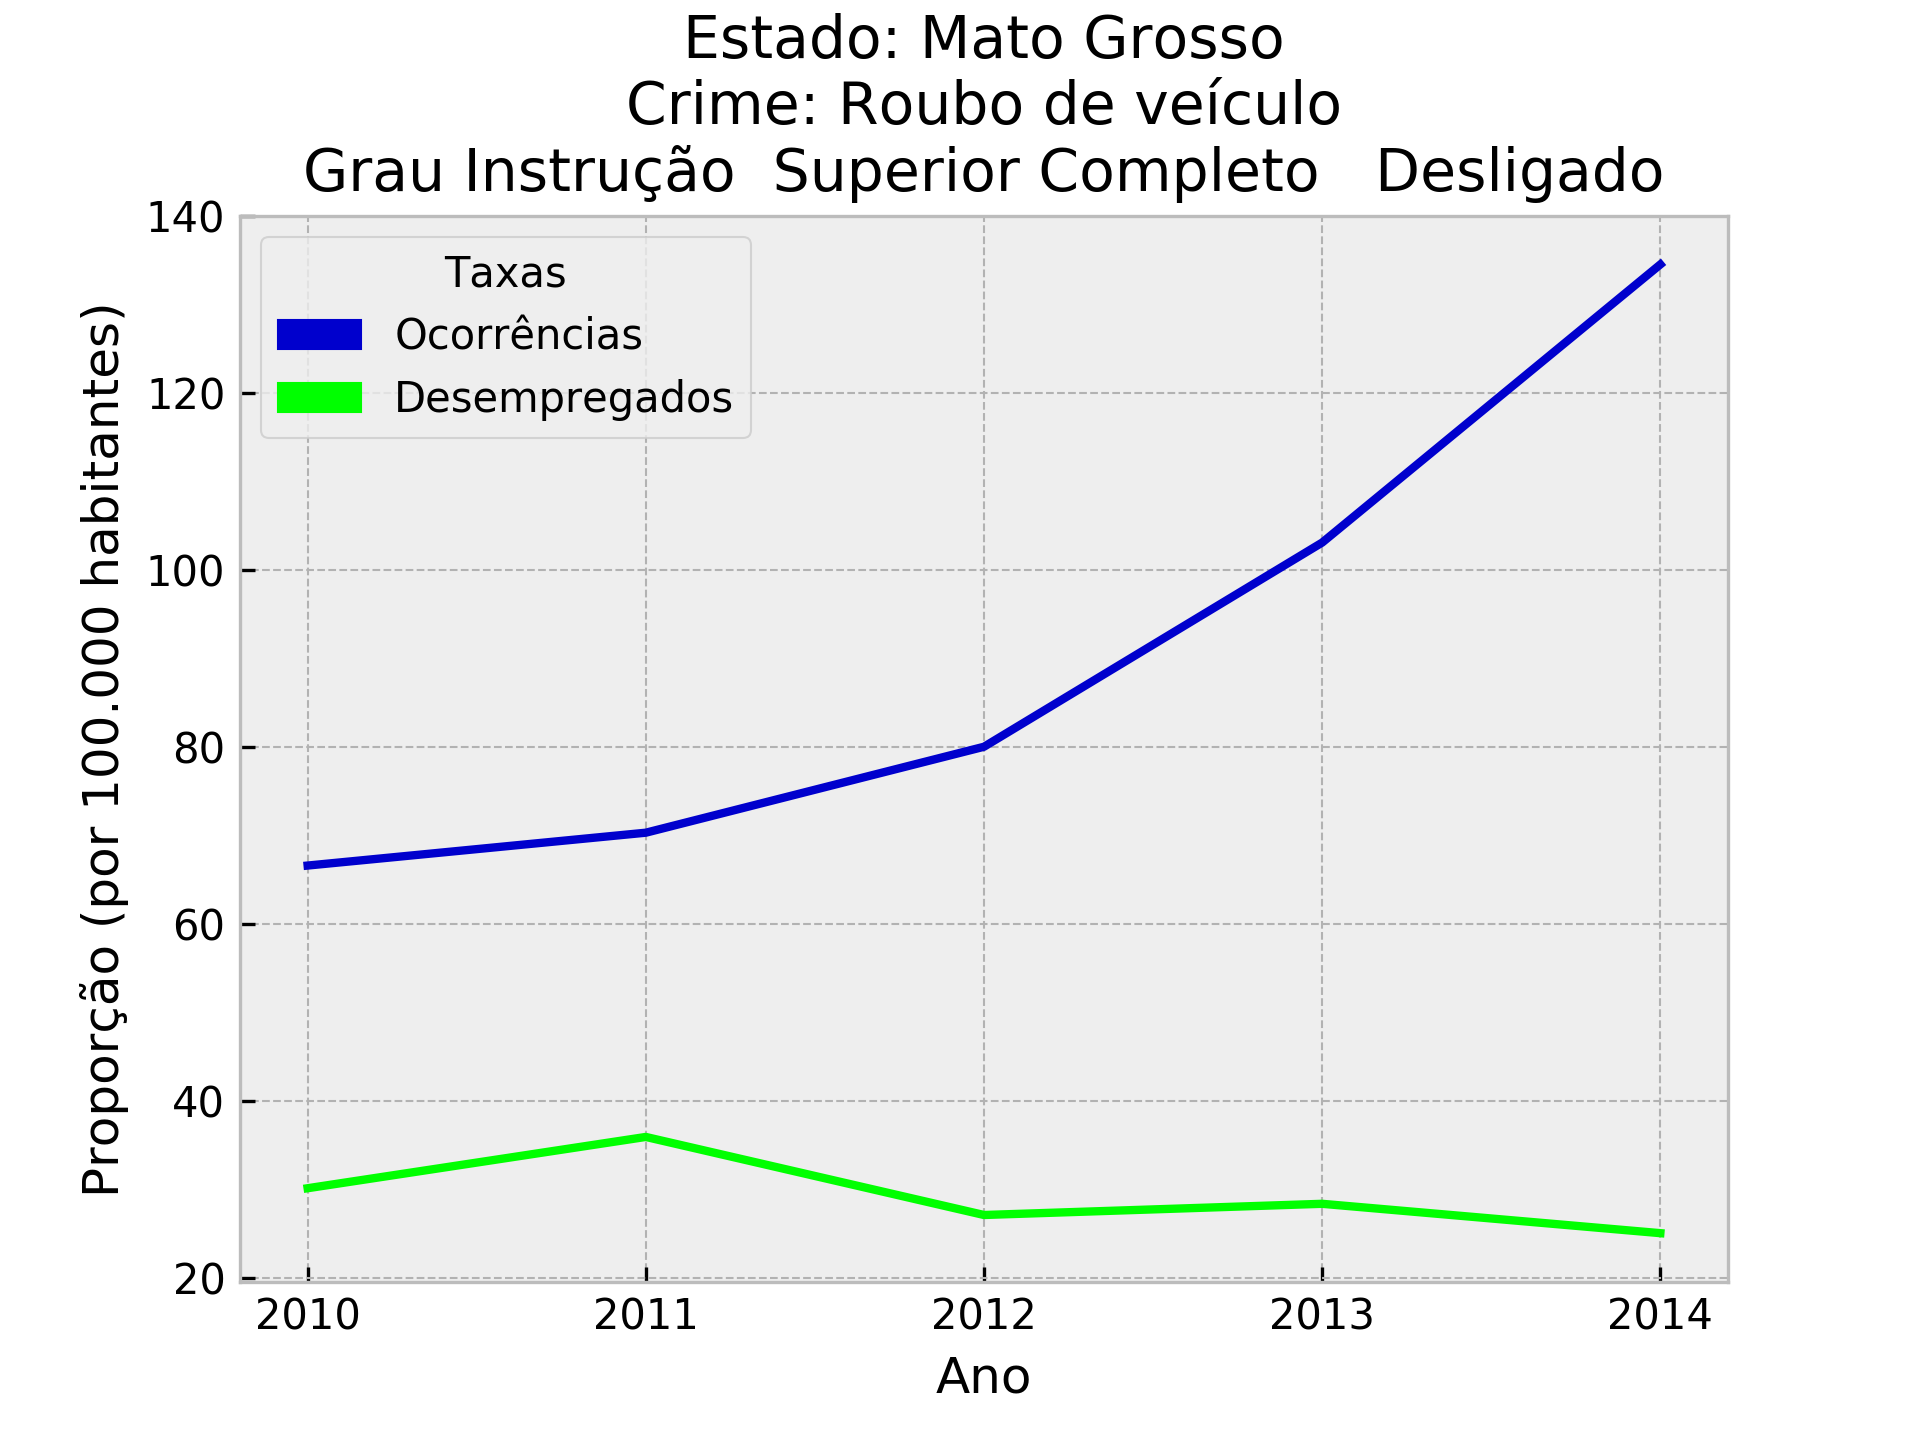 Estado: Mato Grosso
Crime: Roubo de veículo
Grau Instrução  Superior Completo   Desligado
Taxas
Ocorrências
Desempregados
Proporção (por 100.000 habitantes)
140
120
100
80
60
40
20
2010
2011
2012
2013
2014
Ano